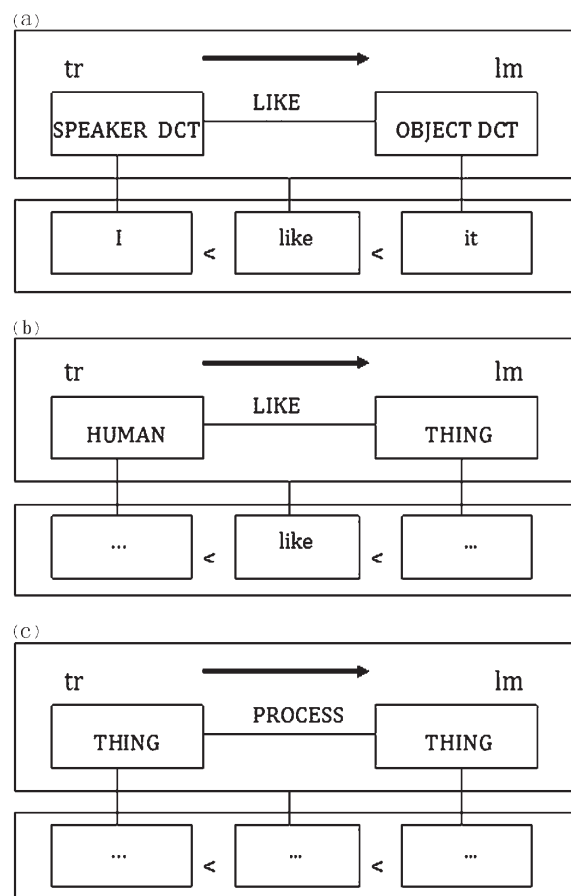 (a)
tr lm
LIKE
SPEAKER DCT OBJECT DCT
I < like < it
(b)
tr lm
LIKE
HUMAN THING
... < like < ...
(c)
tr lm
PROCESS
THING THING
... < ... < ...